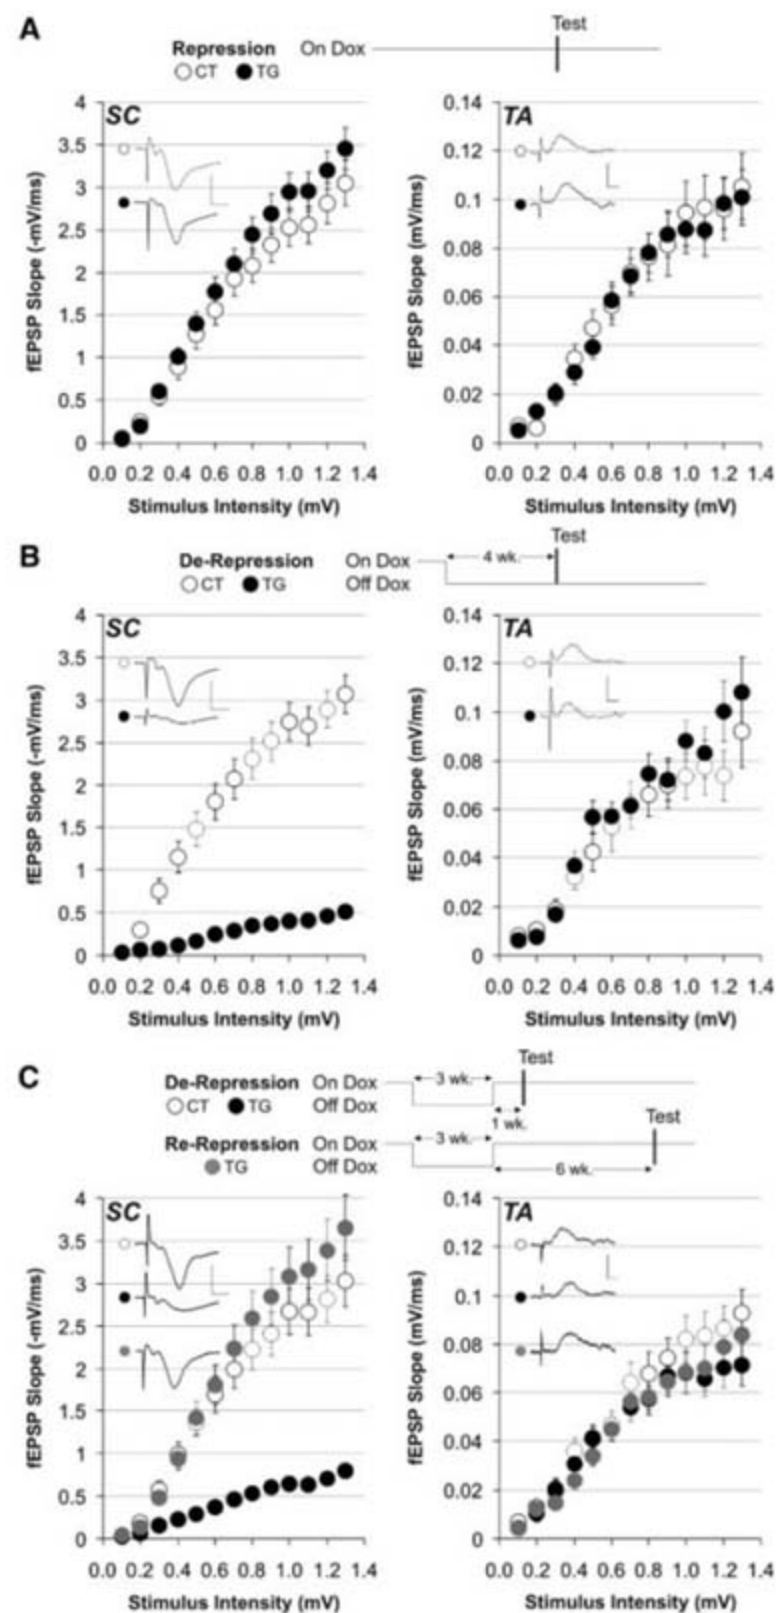 A
Test
Repression On Dox
CT TG
SC
TA
4
3.5
3
2.5
2
1.5
1
0.5
0
fEPSP Slope (-mV/ms)
0.0 0.2 0.4 0.6 0.8 1.0 1.2 1.4
Stimulus Intensity (mV)
0.14
0.12
0.1
0.08
0.06
0.04
0.02
0
fEPSP Slope (mV/ms)
0.0 0.2 0.4 0.6 0.8 1.0 1.2 1.4
Stimulus Intensity (mV)
B
Test
De-Repression On Dox 4 wk.
CT TG Off Dox
SC
TA
4
3.5
3
2.5
2
1.5
1
0.5
0
fEPSP Slope (-mV/ms)
0.0 0.2 0.4 0.6 0.8 1.0 1.2 1.4
Stimulus Intensity (mV)
0.14
0.12
0.1
0.08
0.06
0.04
0.02
0
fEPSP Slope (mV/ms)
0.0 0.2 0.4 0.6 0.8 1.0 1.2 1.4
Stimulus Intensity (mV)
C
Test
De-Repression On Dox 3 wk.
CT TG Off Dox
1 wk.
Test
Re-Repression On Dox 3 wk.
TG Off Dox 6 wk.
SC
TA
4
3.5
3
2.5
2
1.5
1
0.5
0
fEPSP Slope (-mV/ms)
0.0 0.2 0.4 0.6 0.8 1.0 1.2 1.4
Stimulus Intensity (mV)
0.14
0.12
0.1
0.08
0.06
0.04
0.02
0
fEPSP Slope (mV/ms)
0.0 0.2 0.4 0.6 0.8 1.0 1.2 1.4
Stimulus Intensity (mV)